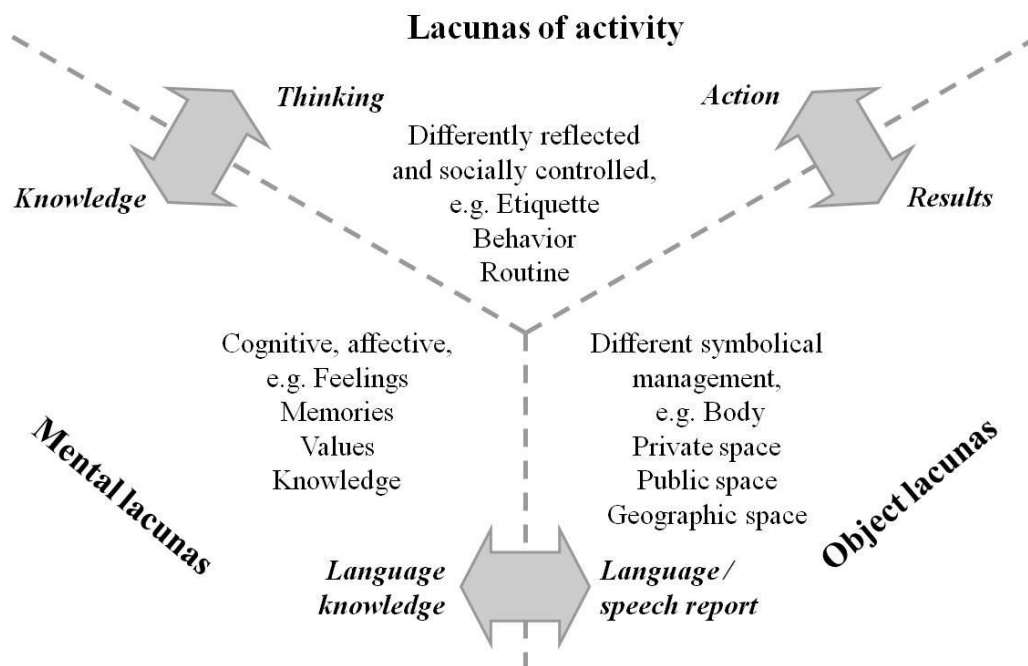 Lacunas of activity
Thinking
Action
Knowledge
Results
Differently reflected
and socially controlled,
e.g. Etiquette
Behavior
Routine
Cognitive, affective,
e.g. Feelings
Memories
Values
Knowledge
Different symbolical
management,
e.g. Body
Private space
Public space
Geographic space
Mental lacunas
Object lacunas
Language
knowledge
Language /
speech report